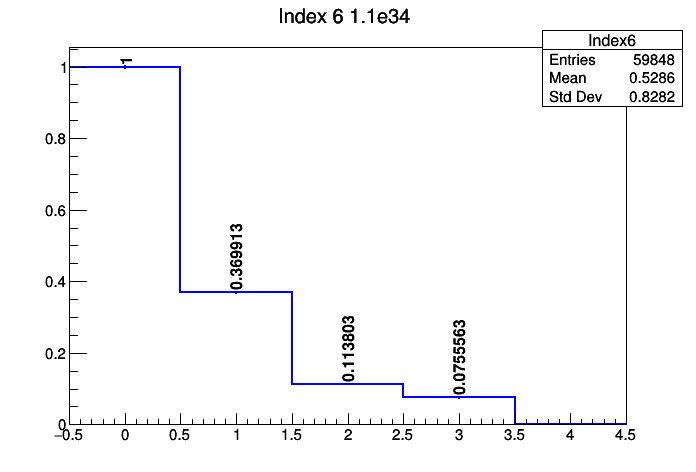 Index 6 1.1e34
Index6
Entries 59848
Mean 0.5286
Std Dev 0.8282
1
0.369913
0.113803
0.0755563
1
0.8
0.6
0.4
0.2
0
−0.5 0 0.5 1 1.5 2 2.5 3 3.5 4 4.5